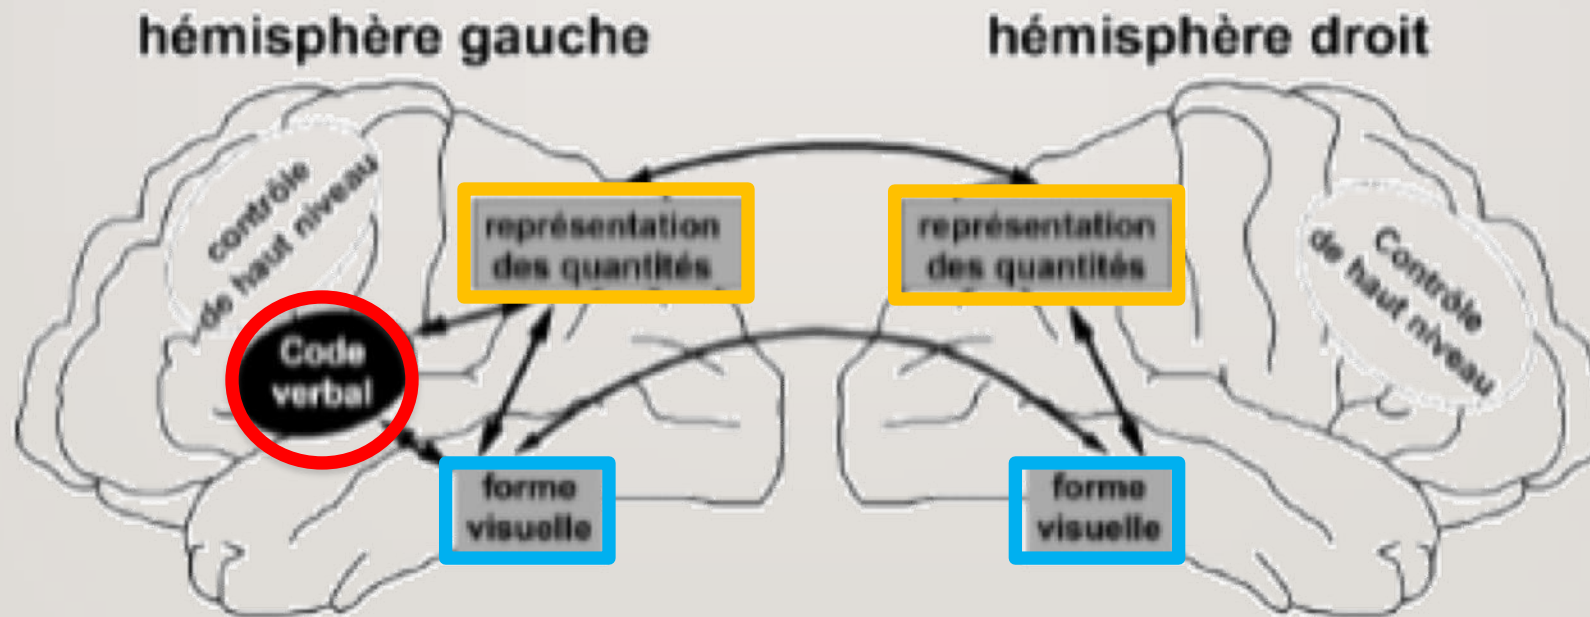 hémisphère gauche
hémisphère droit
contrôle
de haut niveau
représentation
des quantités
représentation
des quantités
Contrôle
de haut niveau
Code
verbal
forme
visuelle
forme
visuelle